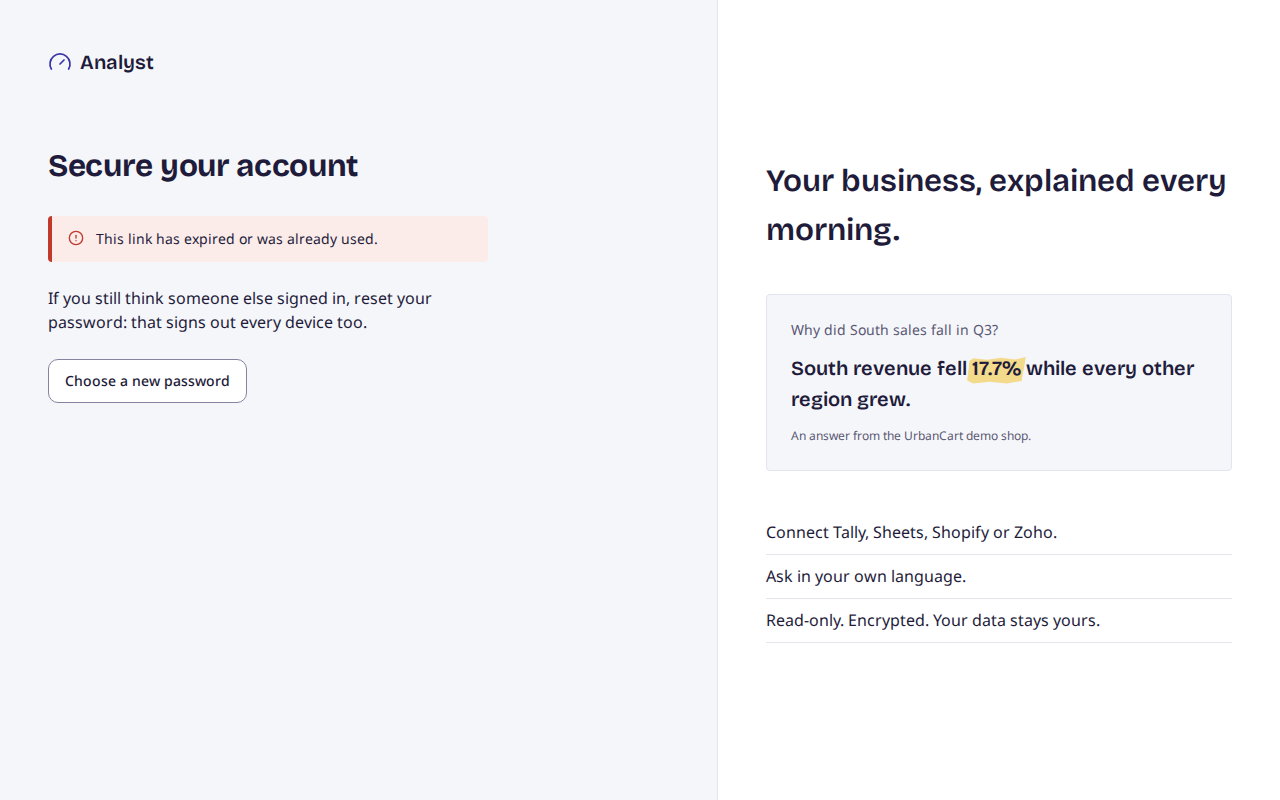 Analyst
Secure your account
This link has expired or was already used.
If you still think someone else signed in, reset your
password: that signs out every device too.
Choose a new password
Your business, explained every
morning.
Why did South sales fall in Q3?
South revenue fell 17.7% while every other
region grew.
An answer from the UrbanCart demo shop.
Connect Tally, Sheets, Shopify or Zoho.
Ask in your own language.
Read-only. Encrypted. Your data stays yours.